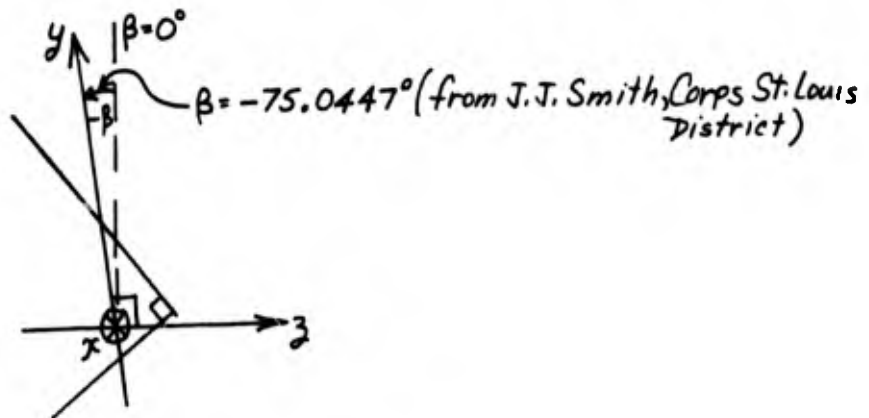 y
β=0°
-β
β=-75.0447° (from J.J. Smith, Corps St. Louis
District)
x
z